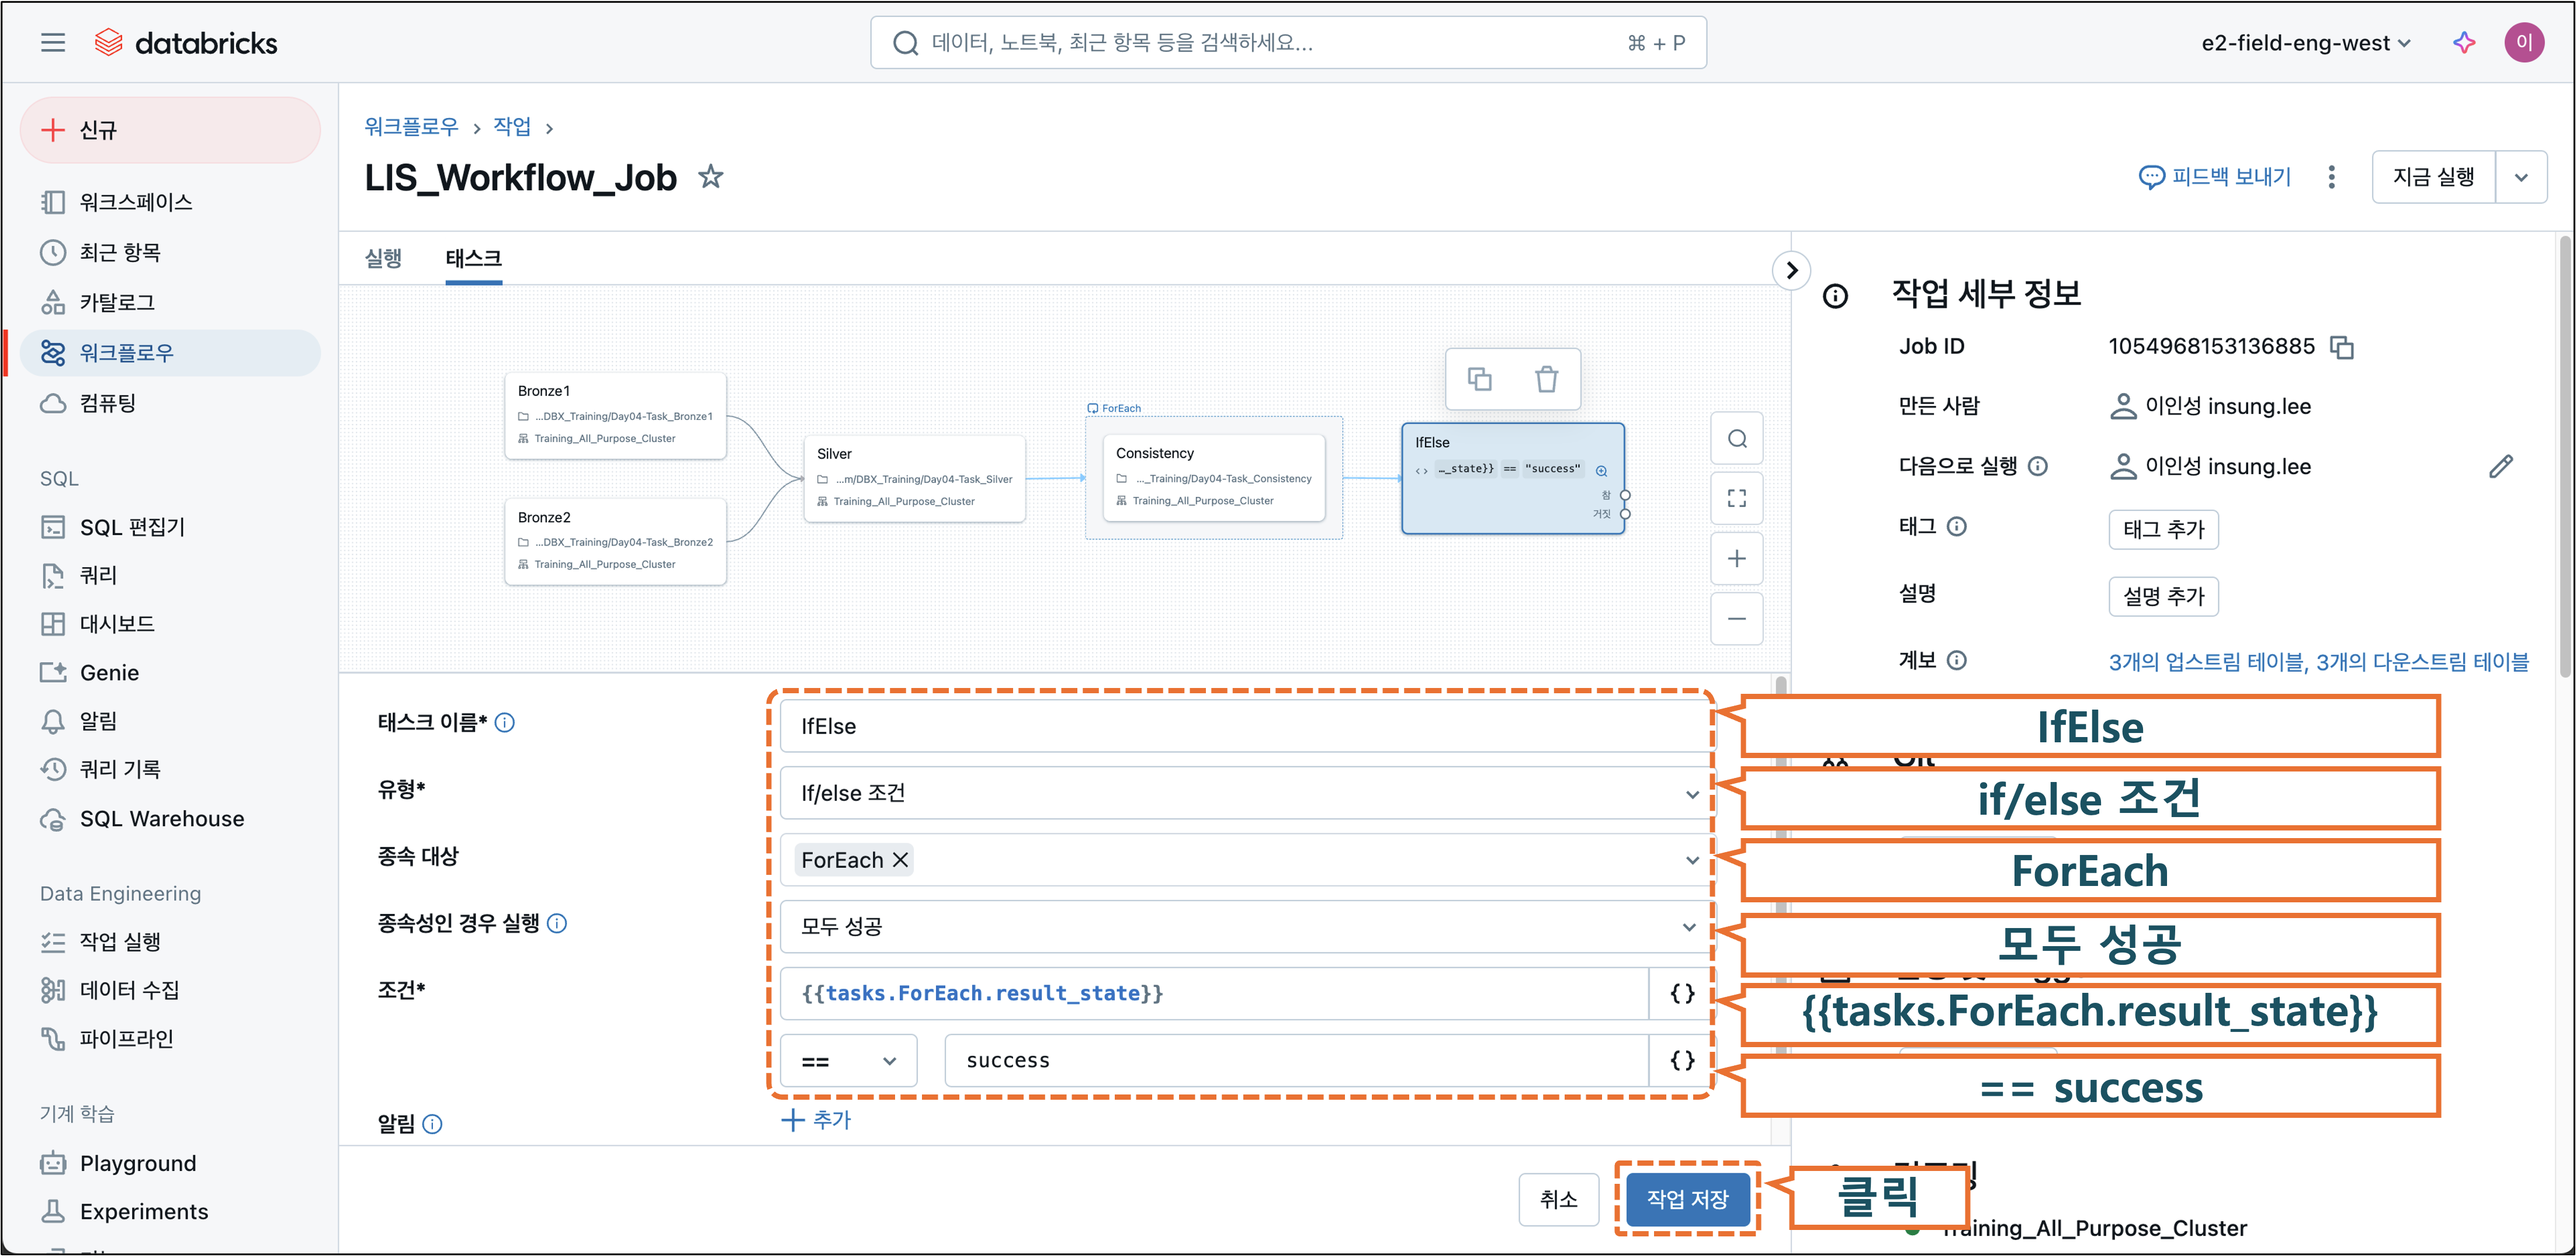 databricks
데이터, 노트북, 최근 항목 등을 검색하세요...
⌘ + P
e2-field-eng-west
이
신규
워크스페이스
최근 항목
카탈로그
워크플로우
컴퓨팅
SQL
SQL 편집기
쿼리
대시보드
Genie
알림
쿼리 기록
SQL Warehouse
Data Engineering
작업 실행
데이터 수집
파이프라인
기계 학습
Playground
Experiments
워크플로우 > 작업 >
LIS_Workflow_Job
피드백 보내기
지금 실행
실행
태스크
Bronze1
...DBX_Training/Day04-Task_Bronze1
Training_All_Purpose_Cluster
Bronze2
...DBX_Training/Day04-Task_Bronze2
Training_All_Purpose_Cluster
Silver
...m/DBX_Training/Day04-Task_Silver
Training_All_Purpose_Cluster
ForEach
Consistency
..._Training/Day04-Task_Consistency
Training_All_Purpose_Cluster
IfElse
..._state}} == "success"
참
거짓
태스크 이름*
IfElse
유형*
If/else 조건
종속 대상
ForEach
종속성인 경우 실행
모두 성공
조건*
{{tasks.ForEach.result_state}}
{}
==
success
{}
알림
+ 추가
취소
작업 저장
작업 세부 정보
Job ID
1054968153136885
만든 사람
이인성 insung.lee
다음으로 실행
이인성 insung.lee
태그
태그 추가
설명
설명 추가
계보
3개의 업스트림 테이블, 3개의 다운스트림 테이블
IfElse
if/else 조건
ForEach
모두 성공
{{tasks.ForEach.result_state}}
== success
클릭
Training_All_Purpose_Cluster